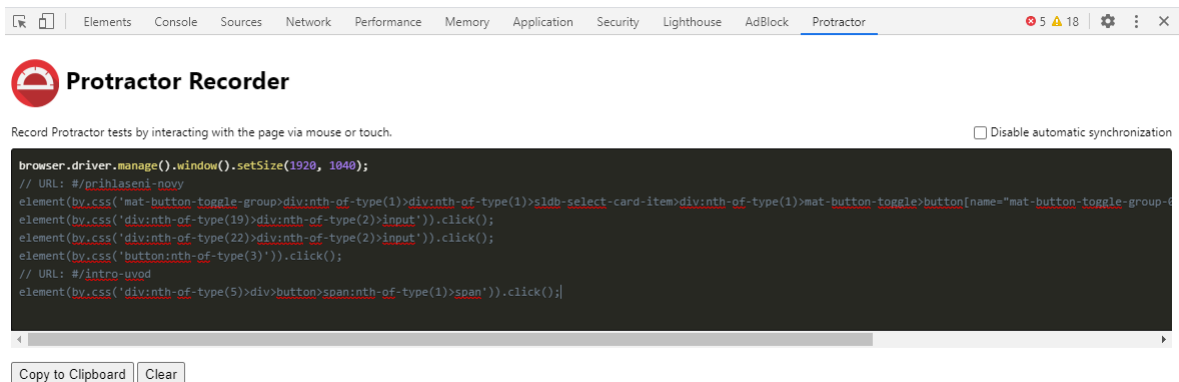 Elements Console Sources Network Performance Memory Application Security Lighthouse AdBlock Protractor 5 18
Protractor Recorder
Record Protractor tests by interacting with the page via mouse or touch. Disable automatic synchronization
browser.driver.manage().window().setSize(1920, 1040);
// URL: #/prihlaseni-novy
element(by.css('mat-button-toggle-group>div:nth-of-type(1)>div:nth-of-type(1)>sldb-select-card-item>div:nth-of-type(1)>mat-button-toggle>button[name="mat-button-toggle-group-
element(by.css('div:nth-of-type(19)>div:nth-of-type(2)>input')).click();
element(by.css('div:nth-of-type(22)>div:nth-of-type(2)>input')).click();
element(by.css('button:nth-of-type(3)')).click();
// URL: #/intro-uvod
element(by.css('div:nth-of-type(5)>div>button>span:nth-of-type(1)>span')).click();
Copy to Clipboard Clear